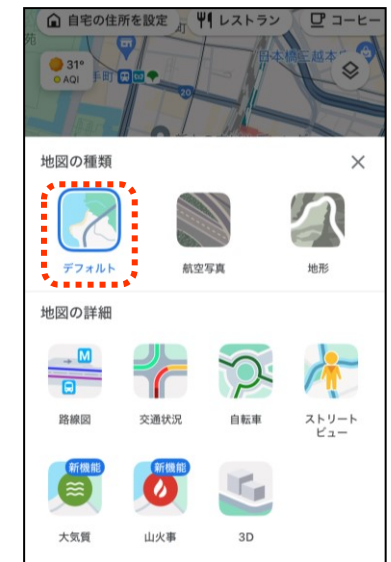 自宅の住所を設定
レストラン
コーヒー
31°
AQI
手町
20
日本橋三越本
地図の種類
デフォルト
航空写真
地形
地図の詳細
M
路線図
交通状況
自転車
ストリート
ビュー
新機能
新機能
大気質
山火事
3D